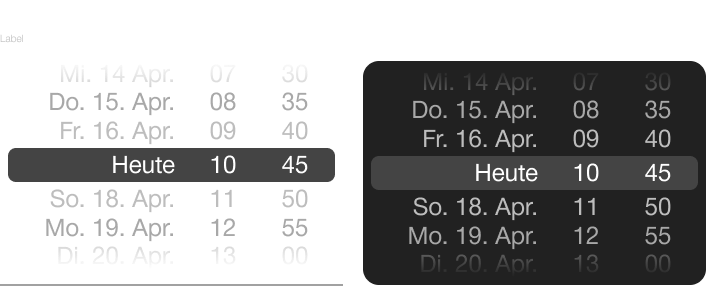 Label
Mi. 14 Apr. 07 30
Do. 15. Apr. 08 35
Fr. 16. Apr. 09 40
Heute 10 45
So. 18. Apr. 11 50
Mo. 19. Apr. 12 55
Di. 20. Apr. 13 00
Mi. 14 Apr. 07 30
Do. 15. Apr. 08 35
Fr. 16. Apr. 09 40
Heute 10 45
So. 18. Apr. 11 50
Mo. 19. Apr. 12 55
Di. 20. Apr. 13 00